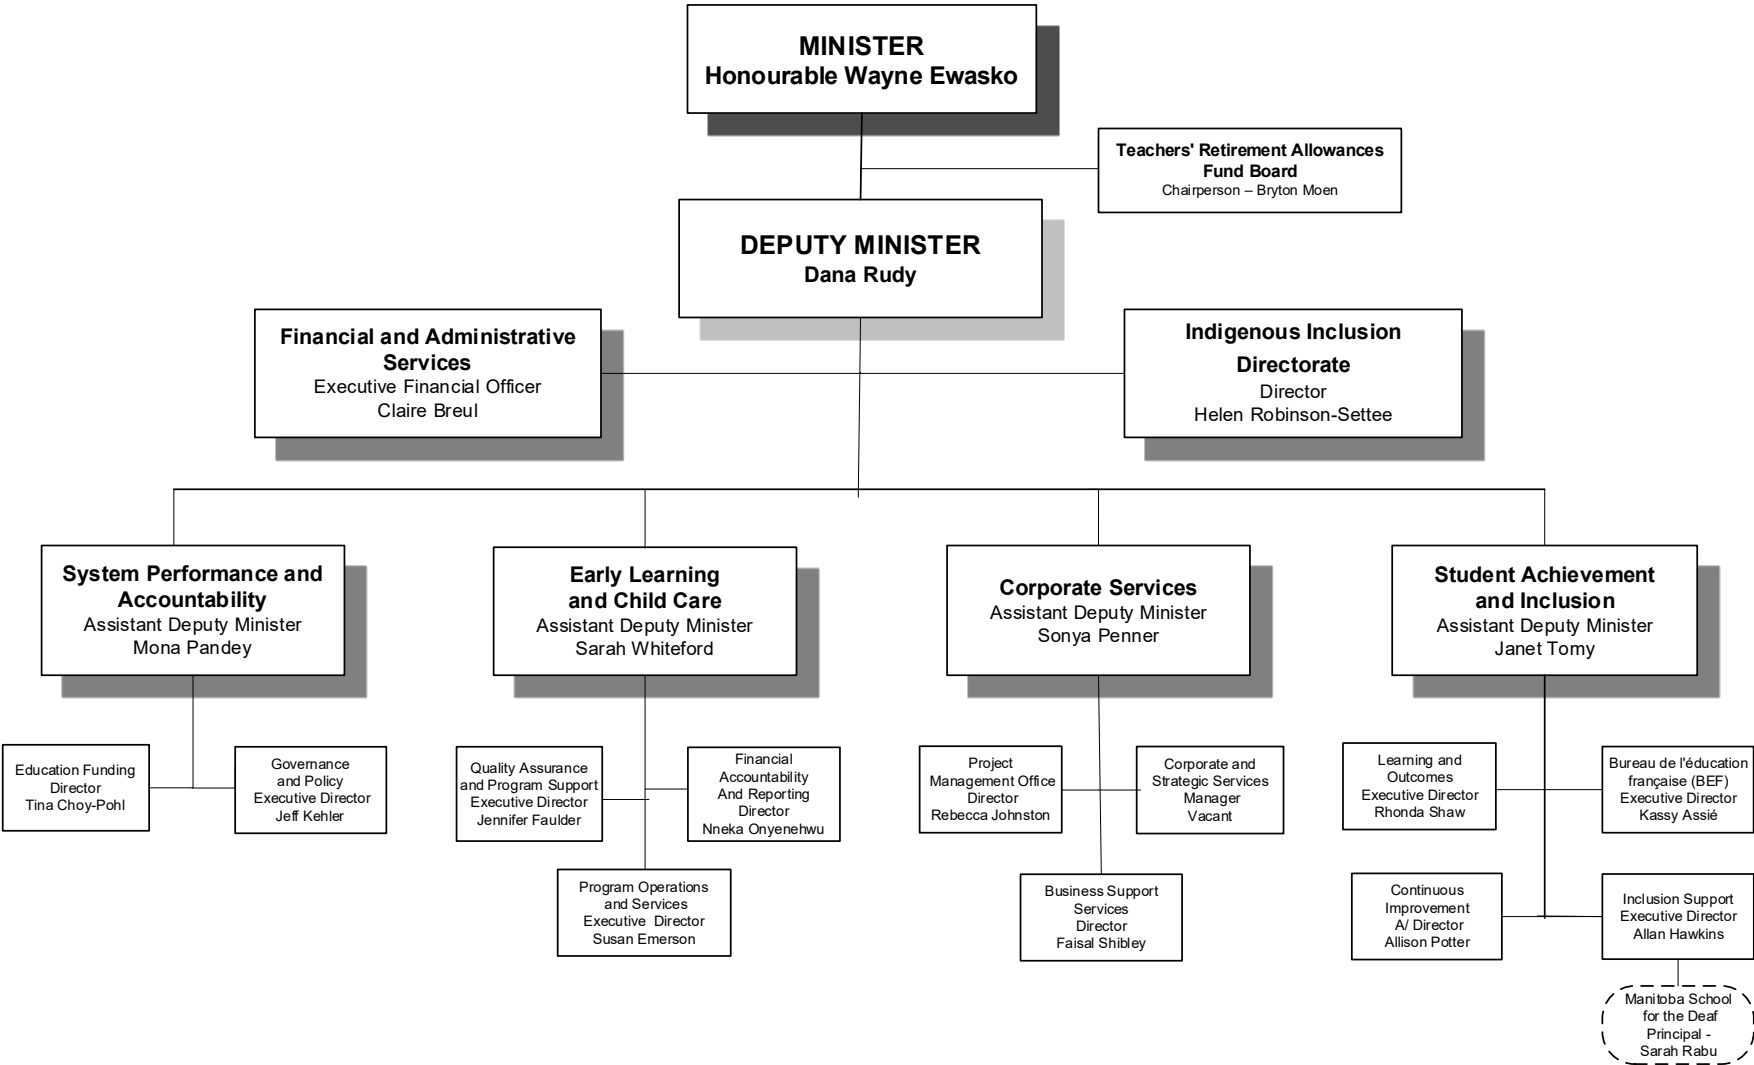 MINISTER
Honourable Wayne Ewasko
Teachers' Retirement Allowances
Fund Board
Chairperson – Bryton Moen
DEPUTY MINISTER
Dana Rudy
Financial and Administrative
Services
Executive Financial Officer
Claire Breul
Indigenous Inclusion
Directorate
Director
Helen Robinson-Settee
System Performance and
Accountability
Assistant Deputy Minister
Mona Pandey
Early Learning
and Child Care
Assistant Deputy Minister
Sarah Whiteford
Corporate Services
Assistant Deputy Minister
Sonya Penner
Student Achievement
and Inclusion
Assistant Deputy Minister
Janet Tomy
Education Funding
Director
Tina Choy-Pohl
Governance
and Policy
Executive Director
Jeff Kehler
Quality Assurance
and Program Support
Executive Director
Jennifer Faulder
Financial
Accountability
And Reporting
Director
Nneka Onyenehwu
Program Operations
and Services
Executive Director
Susan Emerson
Project
Management Office
Director
Rebecca Johnston
Corporate and
Strategic Services
Manager
Vacant
Business Support
Services
Director
Faisal Shibley
Learning and
Outcomes
Executive Director
Rhonda Shaw
Bureau de l'éducation
française (BEF)
Executive Director
Kassy Assié
Continuous
Improvement
A/ Director
Allison Potter
Inclusion Support
Executive Director
Allan Hawkins
Manitoba School
for the Deaf
Principal -
Sarah Rabu